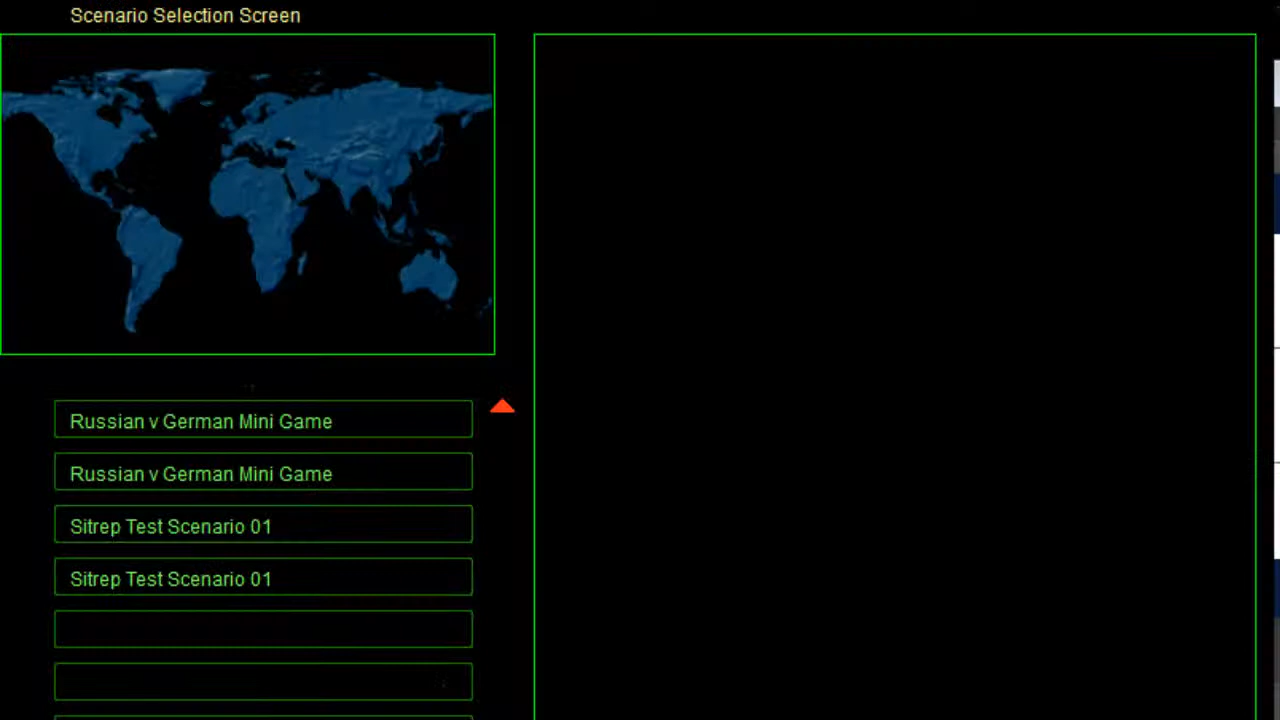 Scenario Selection Screen
Russian v German Mini Game
Russian v German Mini Game
Sitrep Test Scenario 01
Sitrep Test Scenario 01